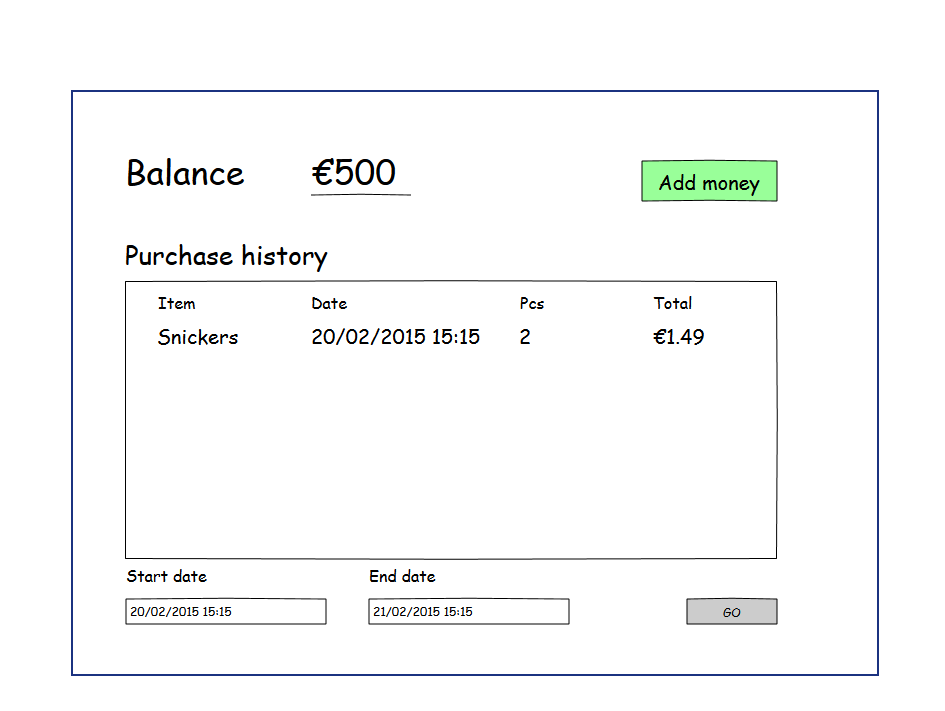 Balance €500
Add money
Purchase history
Item Date Pcs Total
Snickers 20/02/2015 15:15 2 €1.49
Start date End date
20/02/2015 15:15 21/02/2015 15:15 GO